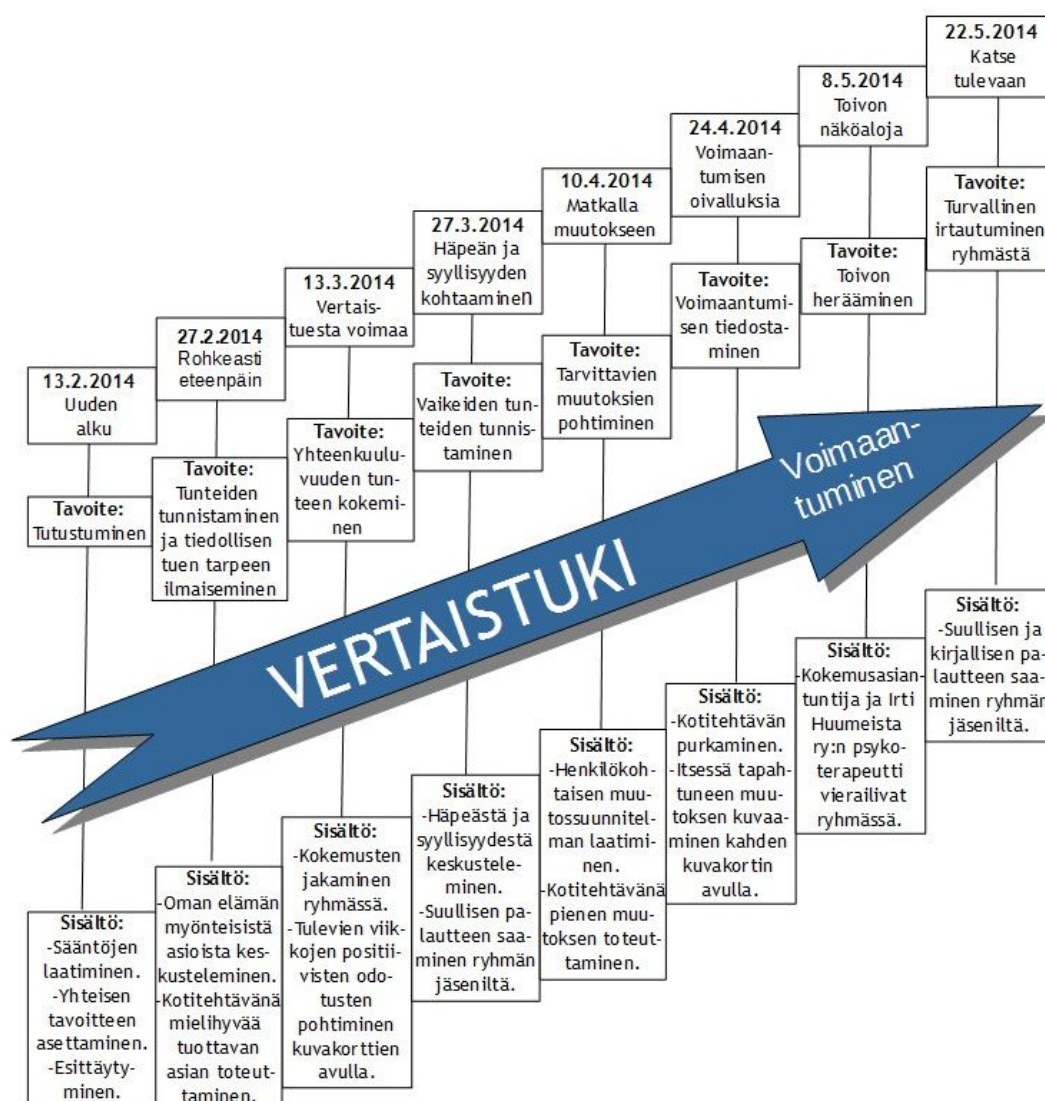 13.2.2014
Uuden
alku
Tavoite:
Tutustuminen
Sisältö:
-Sääntöjen
laatiminen.
-Yhteisen
tavoitteen
asettaminen.
-Esittäyty-
minen.
27.2.2014
Rohkeasti
eteenpäin
Tavoite:
Tunteiden
tunnistaminen
ja tiedollisen
tuen tarpeen
ilmaiseminen
Sisältö:
-Oman elämän
myönteisistä
asioista kes-
kusteleminen.
-Kotitehtävänä
mielihyvää
tuottavan
asian toteut-
taminen.
13.3.2014
Vertais-
tuesta voimaa
Tavoite:
Yhteenkuulu-
vuuden tun-
teen kokemi-
nen
Sisältö:
-Kokemusten
jakaminen
ryhmässä.
-Tulevien viik-
kojen positii-
visten odo-
tusten
pohtiminen
kuvakorttien
avulla.
27.3.2014
Häpeän ja
syyllisyyden
kohtaaminen
Tavoite:
Vaikeiden tun-
teiden tunnis-
taminen
Sisältö:
-Häpeästä ja
syyllisyydestä
keskustele-
minen.
-Suullisen pa-
lautteen saa-
minen ryhmän
jäseniltä.
10.4.2014
Matkalla
muutokseen
Tavoite:
Tarvittavien
muutoksien
pohtiminen
Sisältö:
-Henkilökoh-
taisen muu-
tossuunnitel-
man laatimi-
nen.
-Kotitehtävänä
pienen muu-
toksen toteut-
taminen.
24.4.2014
Voimaan-
tumisen
oivalluksia
Tavoite:
Voimaantumi-
sen tiedosta-
minen
Sisältö:
-Kotitehtävän
purkaminen.
-Itsessä tapah-
tuneen muu-
toksen kuvaa-
minen kahden
kuvakortin
avulla.
8.5.2014
Toivon
näköaloja
Tavoite:
Toivon
herääminen
Sisältö:
-Kokemusasian-
tuntija ja Irti
Huumeista
ry:n psyko-
terapeutti
vierailivat
ryhmässä.
22.5.2014
Katse
tulevaan
Tavoite:
Turvallinen
irtautuminen
ryhmästä
Sisältö:
-Suullisen ja
kirjallisen pa-
lautteen saa-
minen ryhmän
jäseniltä.
VERTAISTUKI
Voimaan-
tuminen